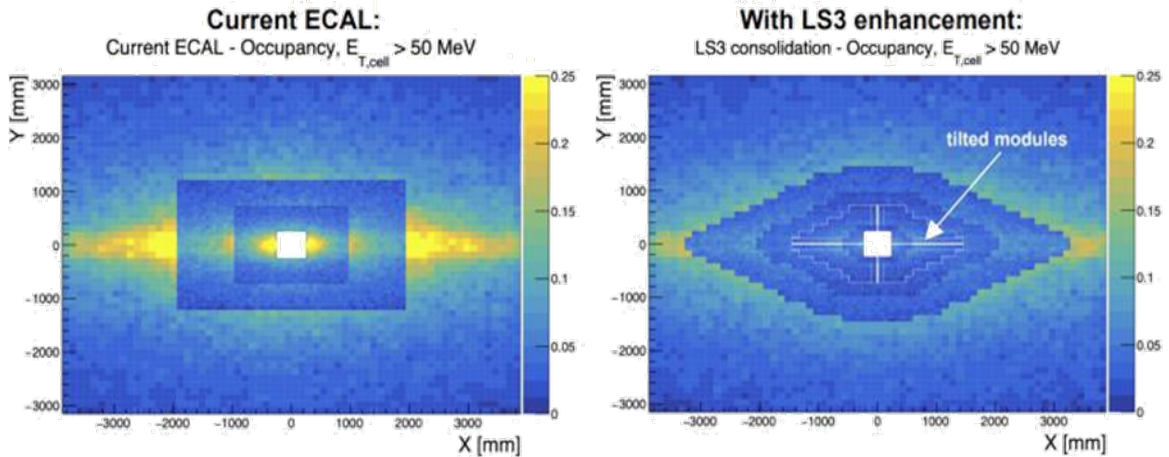 Current ECAL:
Current ECAL - Occupancy, E_T,cell > 50 MeV
Y [mm]
3000
2000
1000
0
−1000
−2000
−3000
−3000 −2000 −1000 0 1000 2000 3000
X [mm]
0.25
0.2
0.15
0.1
0.05
0
With LS3 enhancement:
LS3 consolidation - Occupancy, E_T,cell > 50 MeV
Y [mm]
3000
2000
1000
0
−1000
−2000
−3000
tilted modules
−3000 −2000 −1000 0 1000 2000 3000
X [mm]
0.25
0.2
0.15
0.1
0.05
0